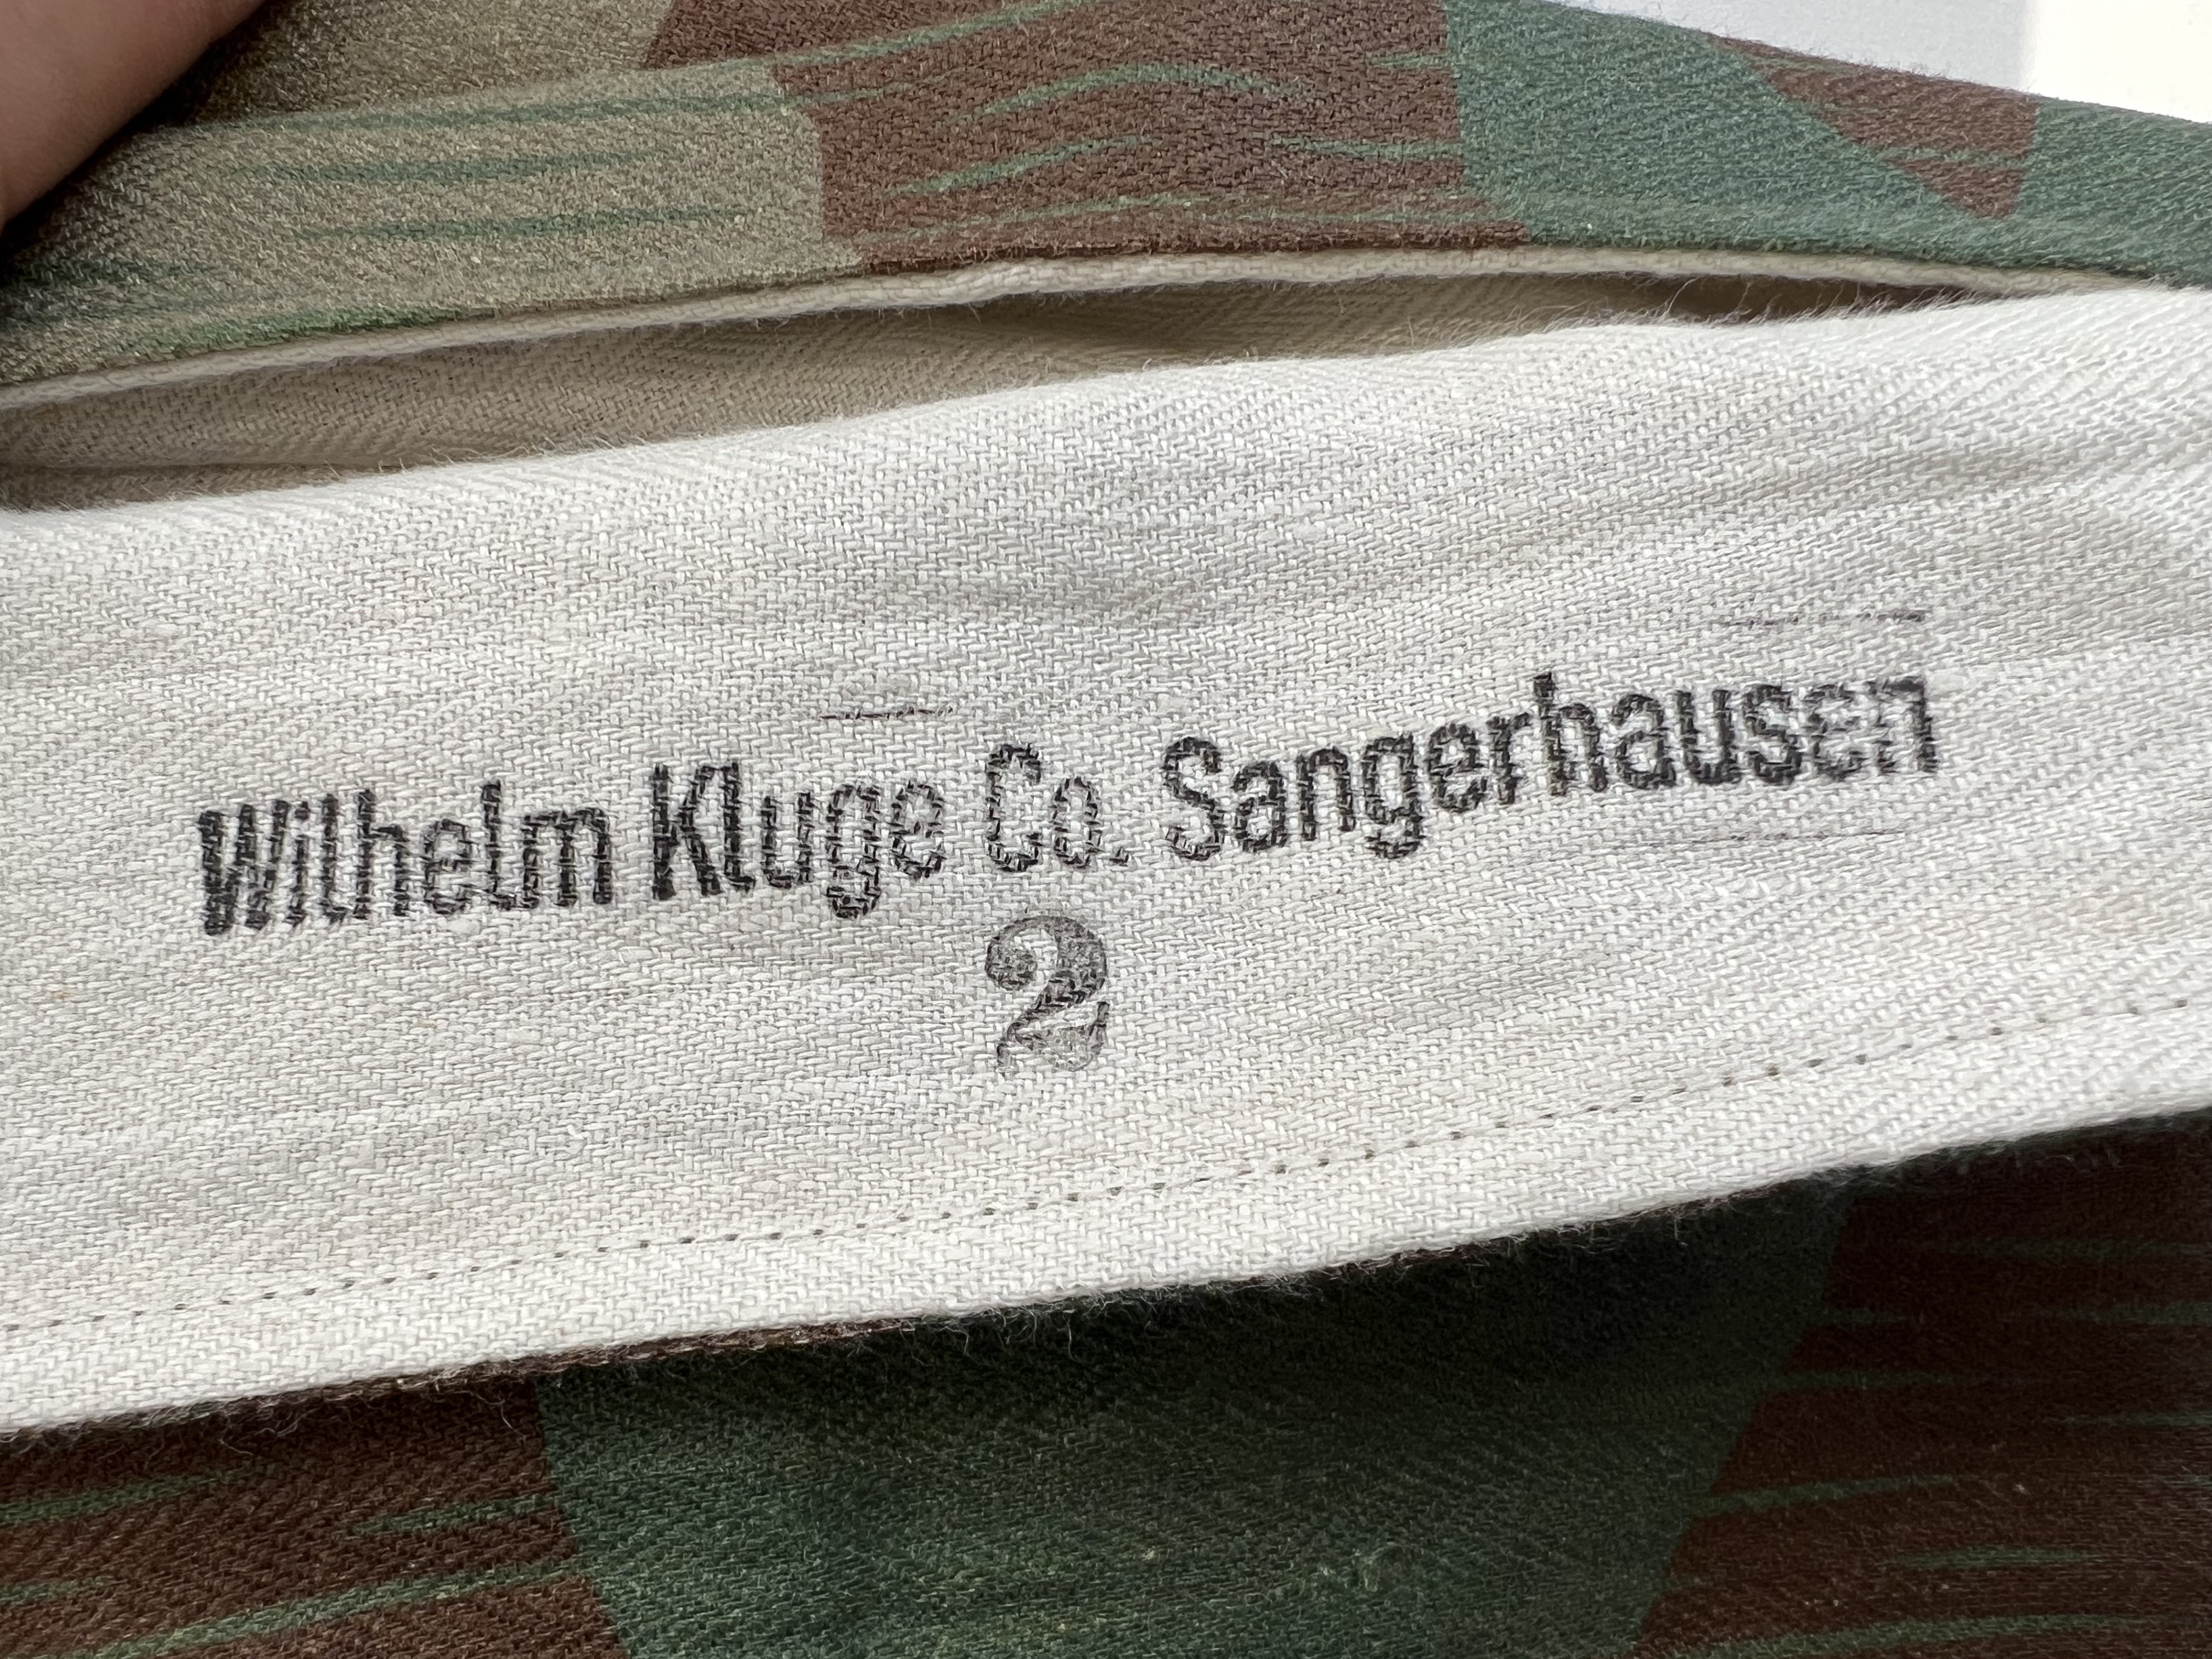 Wilhelm Kluge Co. Sangerhausen
2